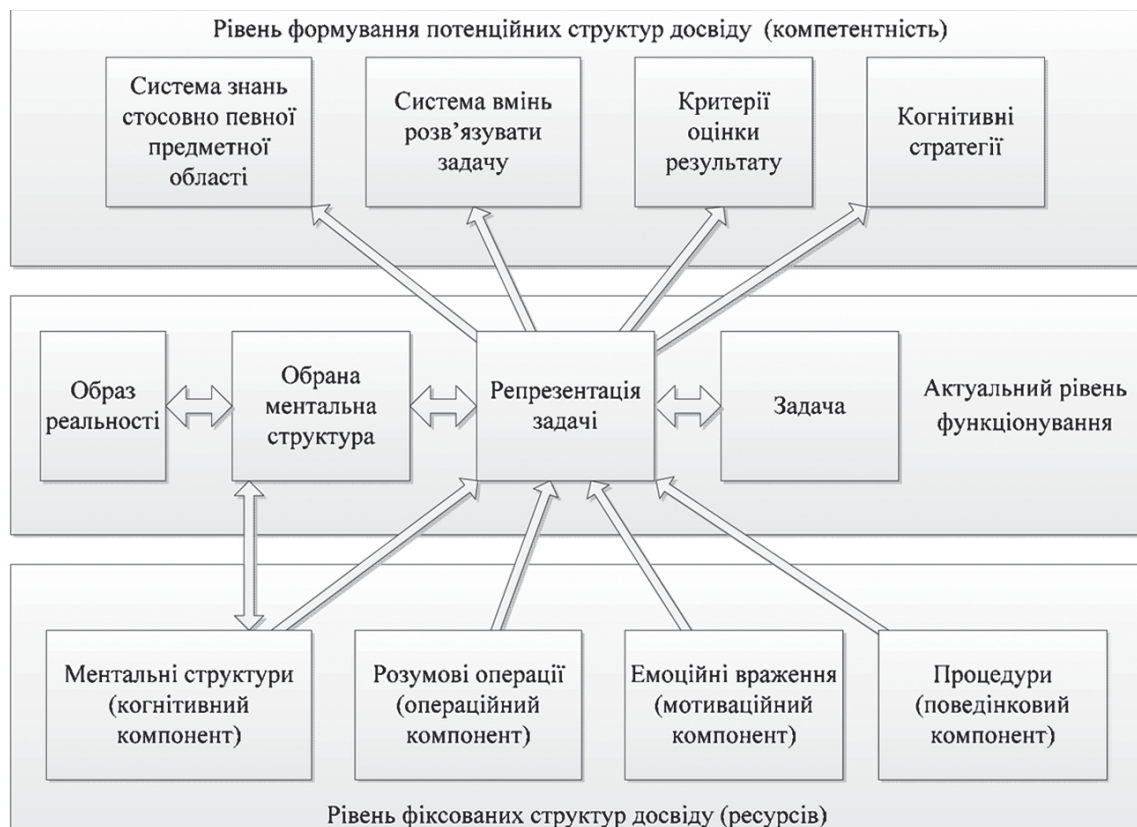 Рівень формування потенційних структур досвіду (компетентність)
Система знань
стосовно певної
предметної
області
Система вмінь
розв’язувати
задачу
Критерії
оцінки
результату
Когнітивні
стратегії
Образ
реальності
Обрана
ментальна
структура
Репрезентація
задачі
Задача
Актуальний рівень
функціонування
Ментальні структури
(когнітивний
компонент)
Розумові операції
(операційний
компонент)
Емоційні враження
(мотиваційний
компонент)
Процедури
(поведінковий
компонент)
Рівень фіксованих структур досвіду (ресурсів)